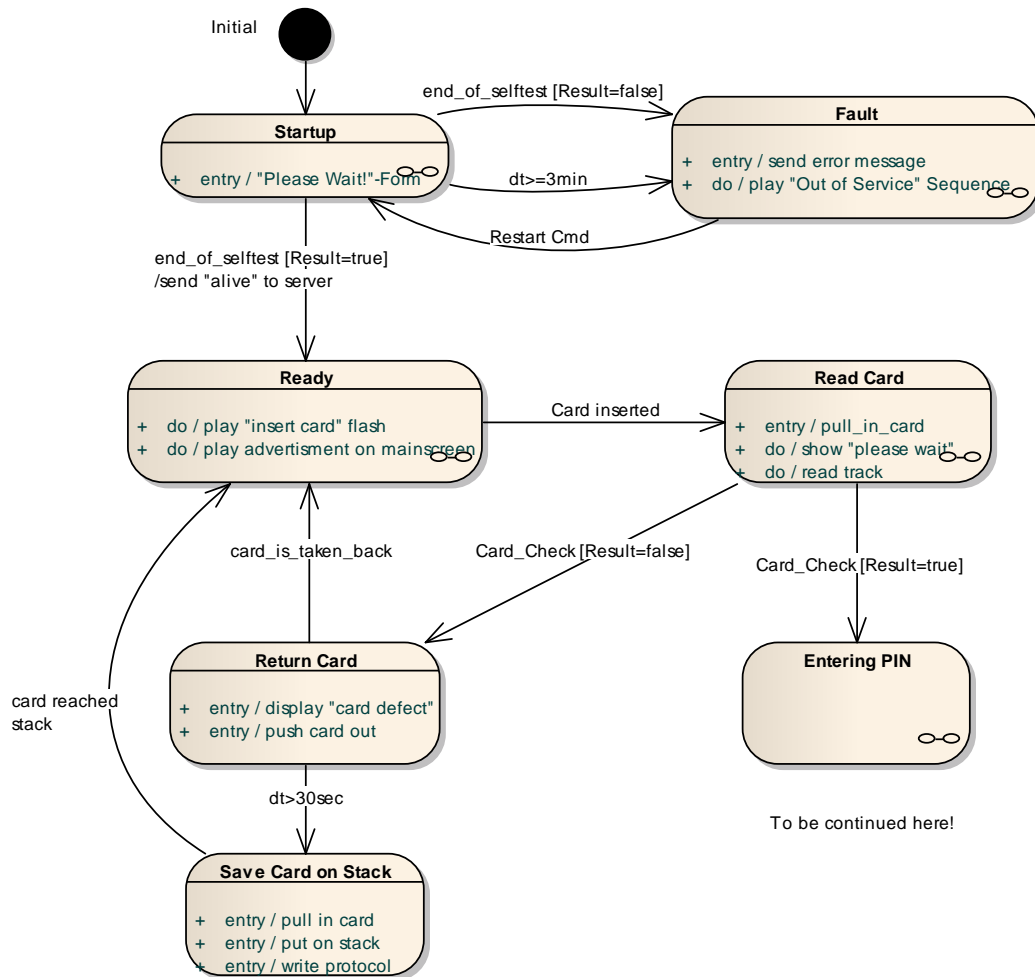 Initial
end_of_selftest [Result=false]
Startup
+ entry / "Please Wait!"-Form
Fault
+ entry / send error message
+ do / play "Out of Service" Sequence
dt>=3min
Restart Cmd
end_of_selftest [Result=true]
/send "alive" to server
Ready
+ do / play "insert card" flash
+ do / play advertisment on mainscreen
Card inserted
Read Card
+ entry / pull_in_card
+ do / show "please wait"
+ do / read track
card_is_taken_back
Card_Check [Result=false]
Card_Check [Result=true]
Return Card
+ entry / display "card defect"
+ entry / push card out
Entering PIN
card reached
stack
dt>30sec
To be continued here!
Save Card on Stack
+ entry / pull in card
+ entry / put on stack
+ entry / write protocol